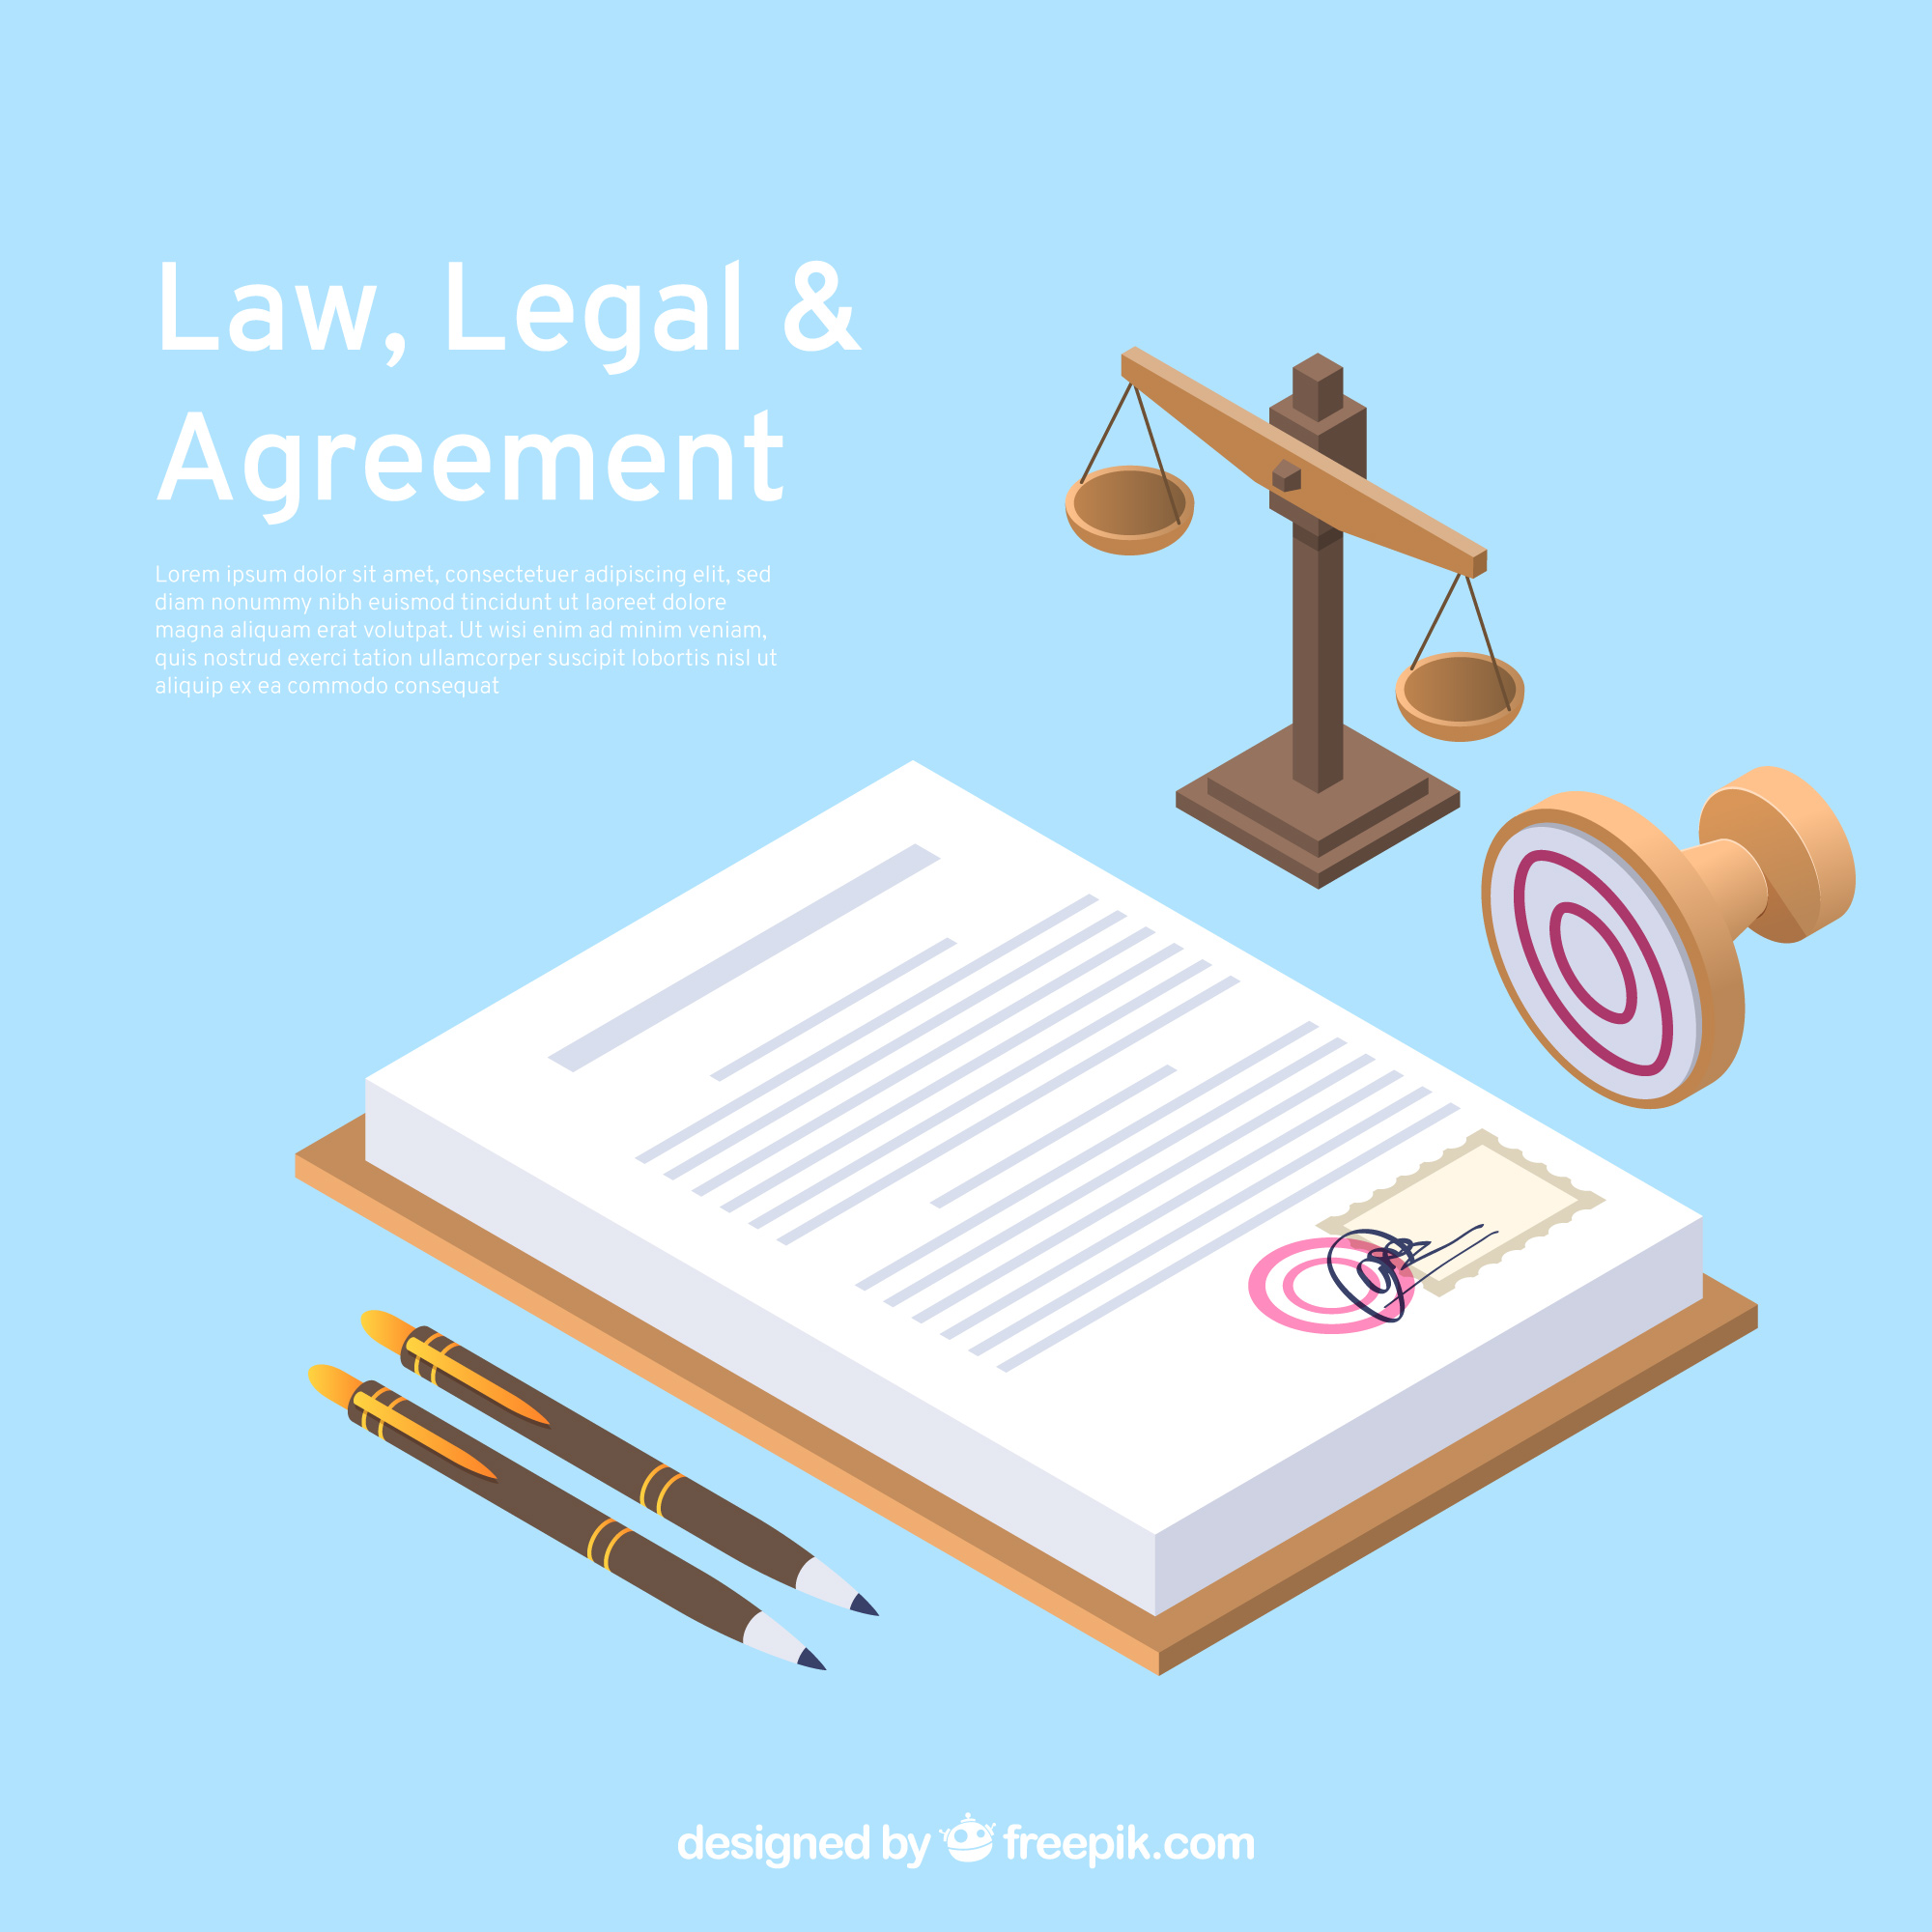 Law, Legal &
Agreement
Lorem ipsum dolor sit amet, consectetuer adipiscing elit, sed
diam nonummy nibh euismod tincidunt ut laoreet dolore
magna aliquam erat volutpat. Ut wisi enim ad minim veniam,
quis nostrud exerci tation ullamcorper suscipit lobortis nisl ut
aliquip ex ea commodo consequat
designed by freepik.com